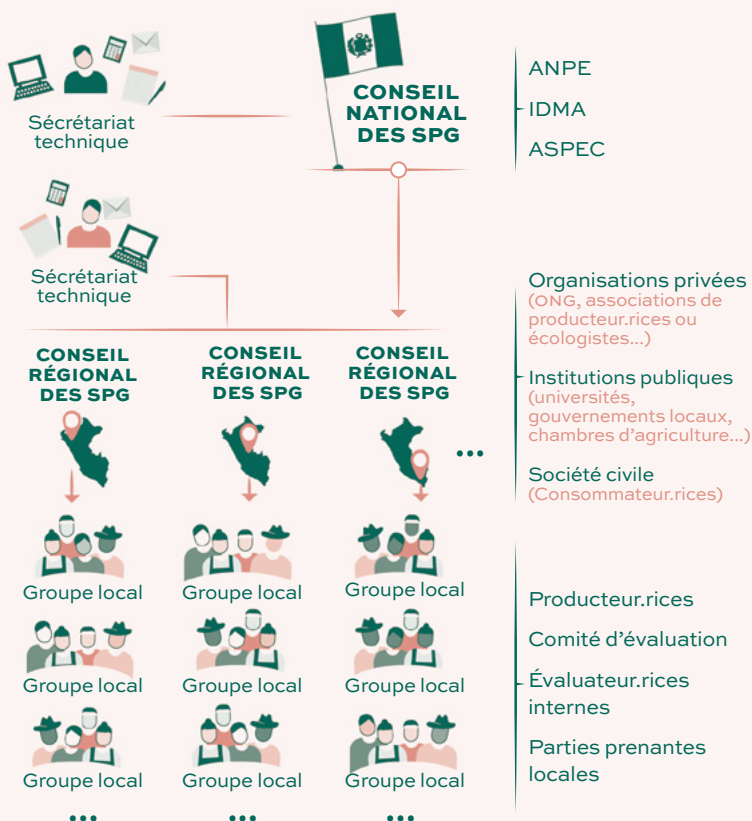 Sécrétariat
technique
CONSEIL
NATIONAL
DES SPG
ANPE
IDMA
ASPEC
Sécrétariat
technique
CONSEIL
RÉGIONAL
DES SPG
CONSEIL
RÉGIONAL
DES SPG
CONSEIL
RÉGIONAL
DES SPG
...
Organisations privées
(ONG, associations de
producteur.rices ou
écologistes...)
Institutions publiques
(universités,
gouvernements locaux,
chambres d'agriculture...)
Société civile
(Consommateur.rices)
Groupe local
Groupe local
Groupe local
Groupe local
Groupe local
Groupe local
Groupe local
Groupe local
Groupe local
...
...
...
Producteur.rices
Comité d'évaluation
Évaluateur.rices
internes
Parties prenantes
locales